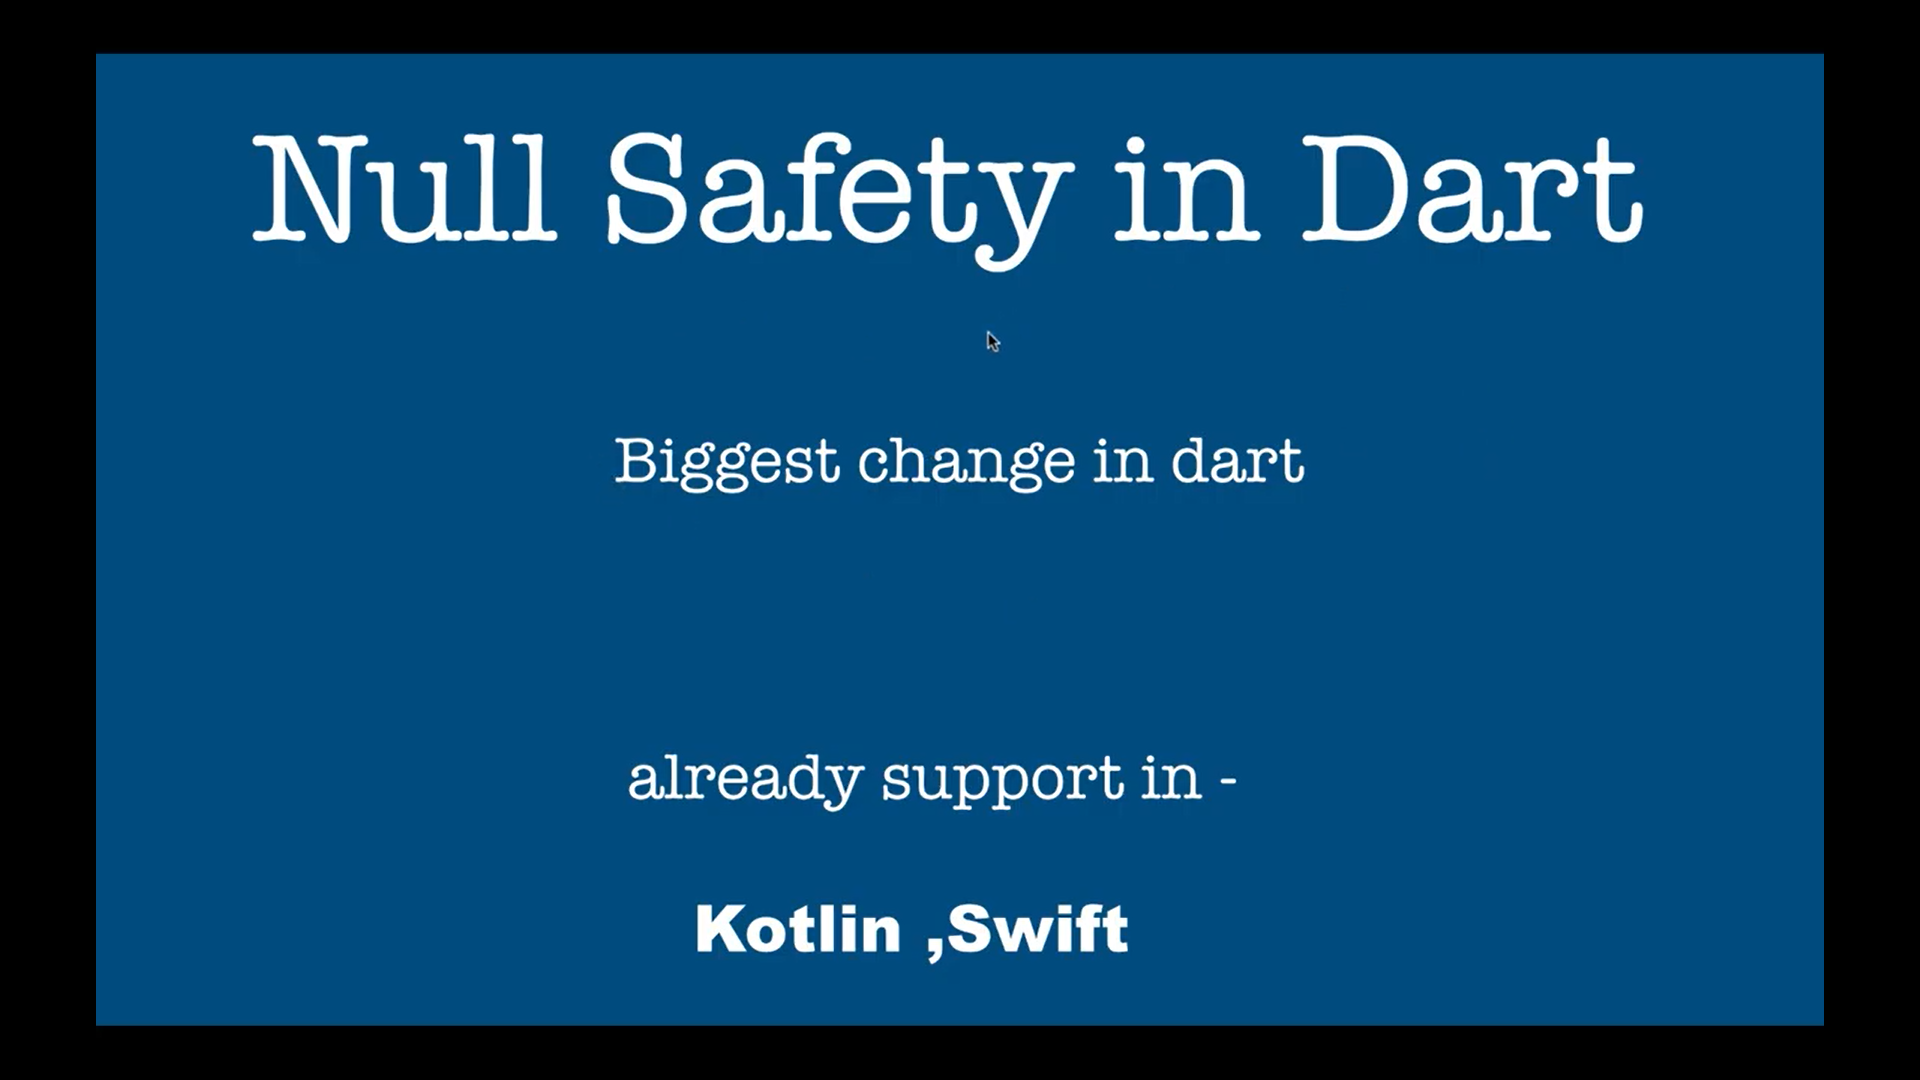 Null Safety in Dart
Biggest change in dart
already support in -
Kotlin ,Swift